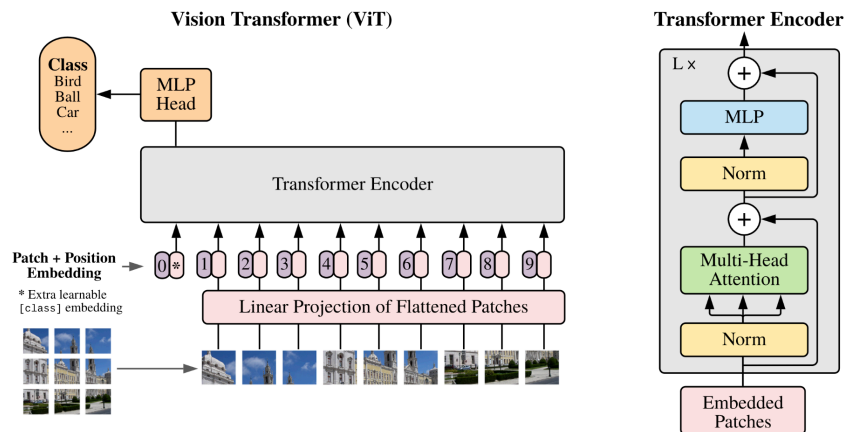 Vision Transformer (ViT)
Class
Bird
Ball
Car
...
MLP
Head
Transformer Encoder
Patch + Position
Embedding
0 * 1 2 3 4 5 6 7 8 9
* Extra learnable
[class] embedding
Linear Projection of Flattened Patches
Transformer Encoder
L ×
+
MLP
Norm
+
Multi-Head
Attention
Norm
Embedded
Patches